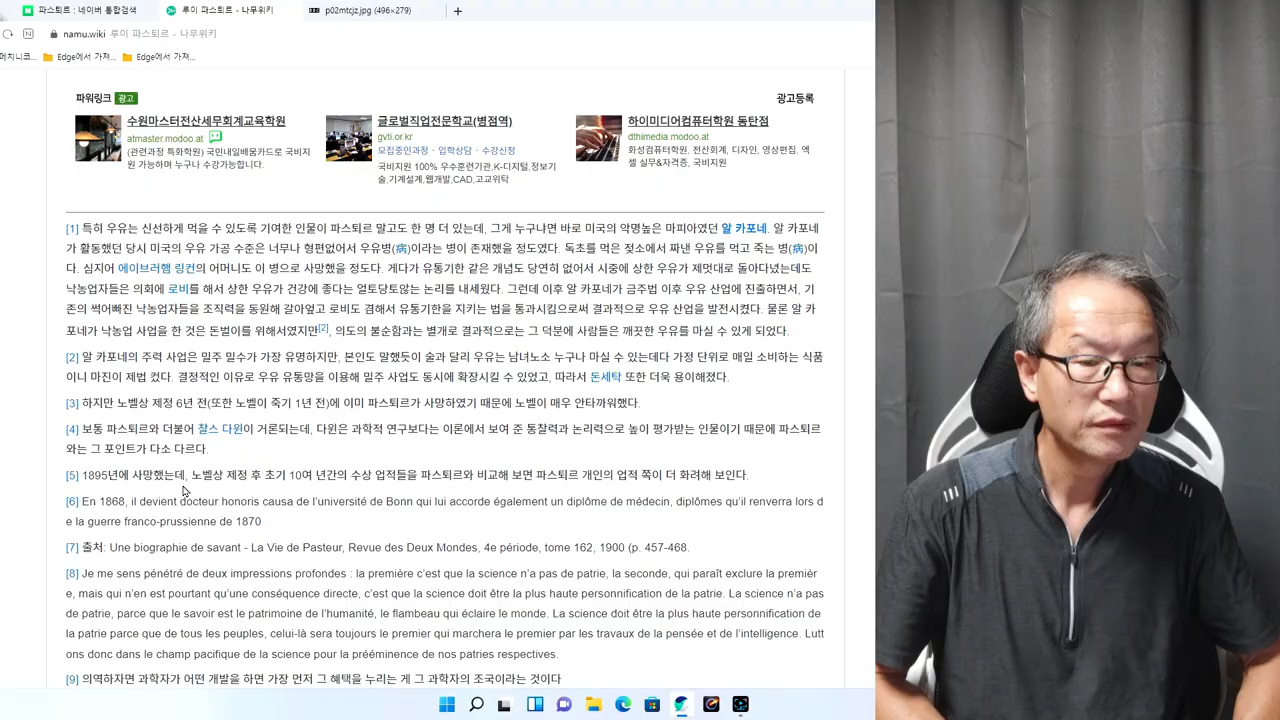 파스퇴르 : 네이버 통합검색
루이 파스퇴르 - 나무위키
p02mtcjz.jpg (496×279)
namu.wiki 루이 파스퇴르 - 나무위키
Edge에서 가져...
Edge에서 가져...
파워링크 광고
광고등록
수원마스터전산세무회계교육학원
atmaster.modoo.at
(관련과정 특화학원) 국민내일배움카드로 국비지
원 가능하며 누구나 수강가능합니다.
글로벌직업전문학교(병점역)
gvti.or.kr
모집중인과정 · 입학상담 · 수강신청
국비지원 100% 우수훈련기관,K-디지털,정보기
술,기계설계,웹개발,CAD,고교위탁
하이미디어컴퓨터학원 동탄점
dthimedia.modoo.at
화성컴퓨터학원, 전산회계, 디자인, 영상편집, 엑
셀 실무&자격증, 국비지원
[1] 특히 우유는 신선하게 먹을 수 있도록 기여한 인물이 파스퇴르 말고도 한 명 더 있는데, 그게 누구냐면 바로 미국의 악명높은 마피아였던 알 카포네. 알 카포네
가 활동했던 당시 미국의 우유 가공 수준은 너무나 형편없어서 우유병(病)이라는 병이 존재했을 정도였다. 독초를 먹은 젖소에서 짜낸 우유를 먹고 죽는 병(病)이
다. 심지어 에이브러햄 링컨의 어머니도 이 병으로 사망했을 정도다. 게다가 유통기한 같은 개념도 당연히 없어서 시중에 상한 우유가 제멋대로 돌아다녔는데도
낙농업자들은 의회에 로비를 해서 상한 우유가 건강에 좋다는 얼토당토않는 논리를 내세웠다. 그런데 이후 알 카포네가 금주법 이후 우유 산업에 진출하면서, 기
존의 썩어빠진 낙농업자들을 조직력을 동원해 갈아엎고 로비도 겸해서 유통기한을 지키는 법을 통과시킴으로써 결과적으로 우유 산업을 발전시켰다. 물론 알 카
포네가 낙농업 사업을 한 것은 돈벌이를 위해서였지만[2], 의도의 불순함과는 별개로 결과적으로는 그 덕분에 사람들은 깨끗한 우유를 마실 수 있게 되었다.
[2] 알 카포네의 주력 사업은 밀주 밀수가 가장 유명하지만, 본인도 말했듯이 술과 달리 우유는 남녀노소 누구나 마실 수 있는데다 가정 단위로 매일 소비하는 식품
이니 마진이 제법 컸다. 결정적인 이유로 우유 유통망을 이용해 밀주 사업도 동시에 확장시킬 수 있었고, 따라서 돈세탁 또한 더욱 용이해졌다.
[3] 하지만 노벨상 제정 6년 전(또한 노벨이 죽기 1년 전)에 이미 파스퇴르가 사망하였기 때문에 노벨이 매우 안타까워했다.
[4] 보통 파스퇴르와 더불어 찰스 다윈이 거론되는데, 다윈은 과학적 연구보다는 이론에서 보여 준 통찰력과 논리력으로 높이 평가받는 인물이기 때문에 파스퇴르
와는 그 포인트가 다소 다르다.
[5] 1895년에 사망했는데, 노벨상 제정 후 초기 10여 년간의 수상 업적들을 파스퇴르와 비교해 보면 파스퇴르 개인의 업적 쪽이 더 화려해 보인다.
[6] En 1868, il devient docteur honoris causa de l'université de Bonn qui lui accorde également un diplôme de médecin, diplômes qu'il renverra lors d
e la guerre franco-prussienne de 1870
[7] 출처: Une biographie de savant - La Vie de Pasteur, Revue des Deux Mondes, 4e période, tome 162, 1900 (p. 457-468.
[8] Je me sens pénétré de deux impressions profondes : la première c'est que la science n'a pas de patrie, la seconde, qui paraît exclure la premièr
e, mais qui n'en est pourtant qu'une conséquence directe, c'est que la science doit être la plus haute personnification de la patrie. La science n'a pas
de patrie, parce que le savoir est le patrimoine de l'humanité, le flambeau qui éclaire le monde. La science doit être la plus haute personnification de
la patrie parce que de tous les peuples, celui-là sera toujours le premier qui marchera le premier par les travaux de la pensée et de l'intelligence. Lutt
ons donc dans le champ pacifique de la science pour la prééminence de nos patries respectives.
[9] 의역하자면 과학자가 어떤 개발을 하면 가장 먼저 그 혜택을 누리는 게 그 과학자의 조국이라는 것이다